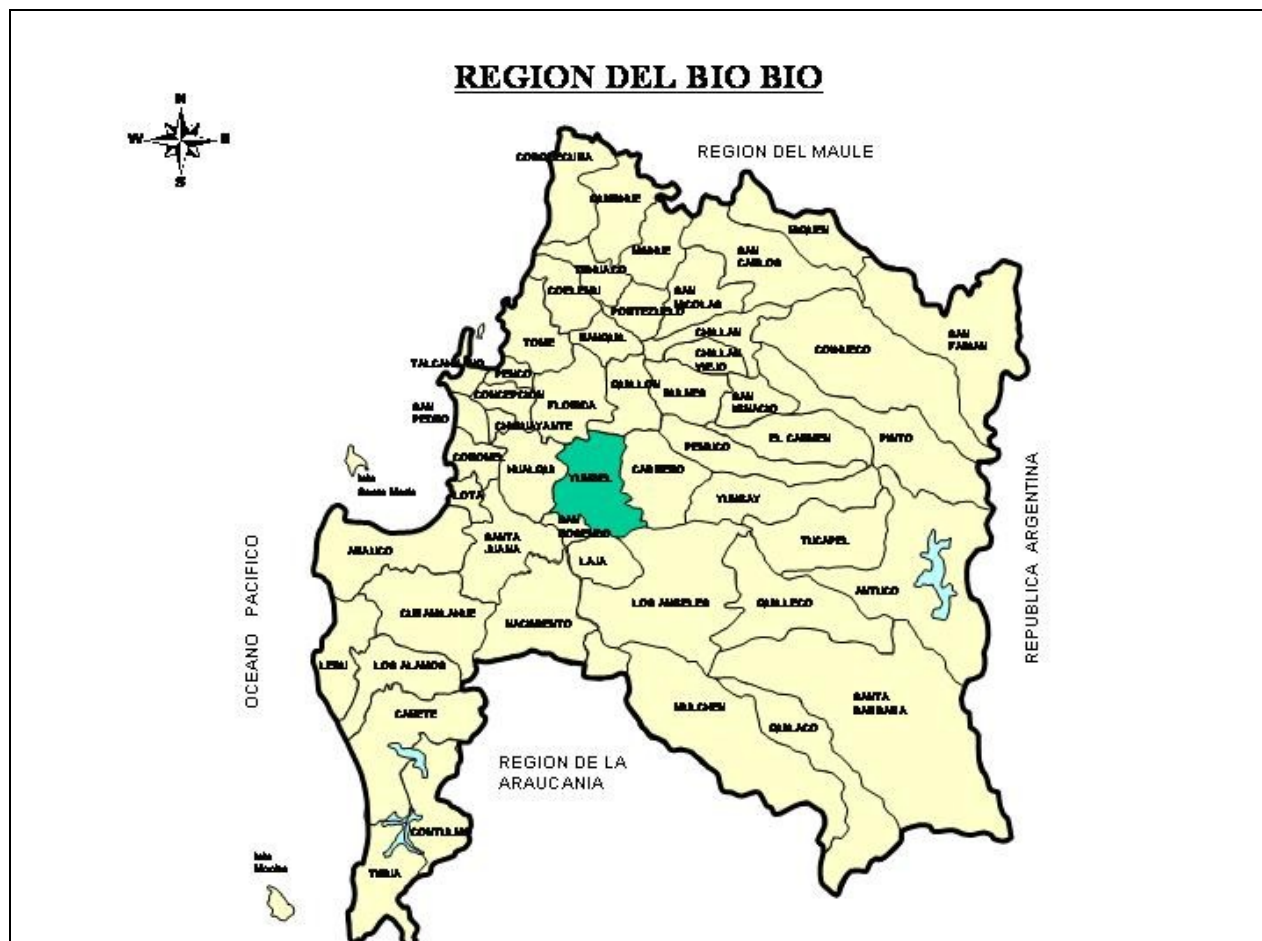 REGION DEL BIO BIO
N
W
E
S
REGION DEL MAULE
COBQUECURA
QUIRIHUE
ÑIQUEN
NINHUE
SAN
CARLOS
COELEMU
SAN
NICOLAS
PORTEZUELO
SAN
FABIAN
TOME
RANQUIL
CHILLAN
CHILLAN
VIEJO
COIHUECO
TALCAHUANO
PENCO
CONCEPCION
QUILLON
BULNES
SAN
IGNACIO
SAN
PEDRO
FLORIDA
CHIGUAYANTE
EL CARMEN
PINTO
PEMUCO
CORONEL
HUALQUI
YUMBEL
CABRERO
Isla
Santa Maria
LOTA
YUNGAY
SAN
ROSENDO
SANTA
JUANA
TUCAPEL
ARAUCO
LAJA
ANTUCO
LOS ANGELES
QUILLECO
CURANILAHUE
NACIMIENTO
OCEANO PACIFICO
REPUBLICA ARGENTINA
LEBU
LOS ALAMOS
SANTA
BARBARA
MULCHEN
CAÑETE
QUILACO
REGION DE LA
ARAUCANIA
CONTULMO
Isla
Mocha
TIRUA